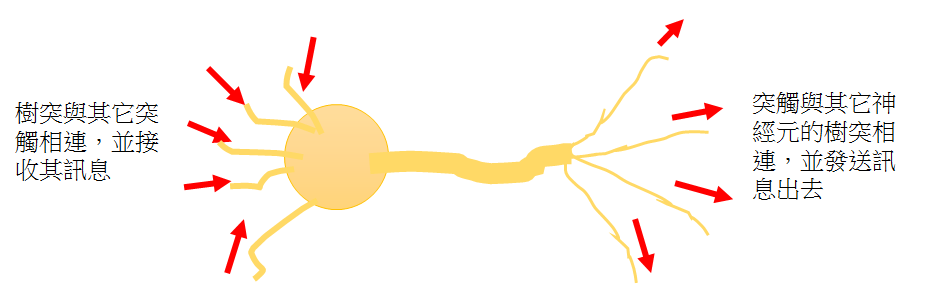 樹突與其它突
觸相連，並接
收其訊息
突觸與其它神
經元的樹突相
連，並發送訊
息出去